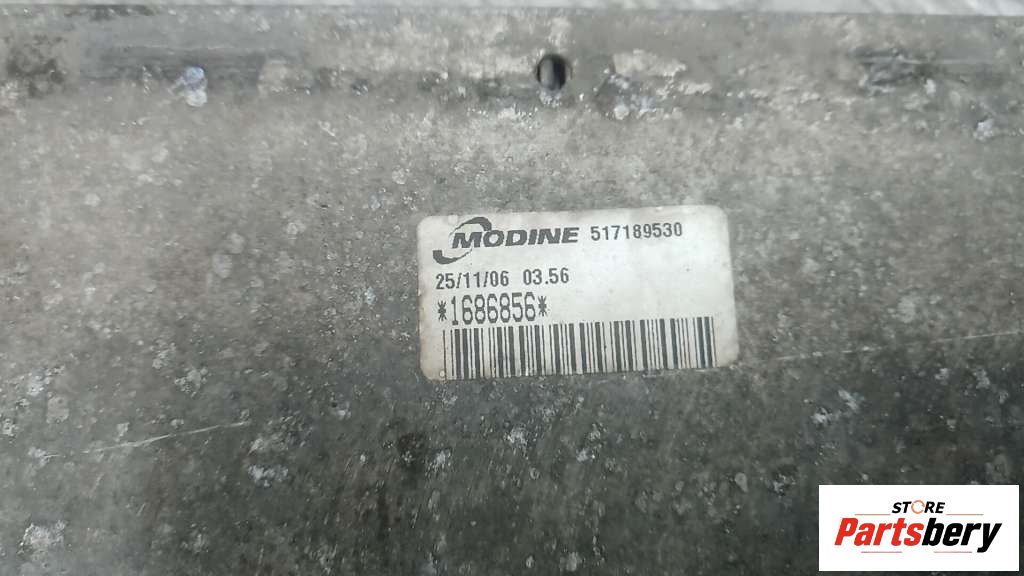 MODINE 517189530
25/11/06 03.56
*1686856*
STORE
Partsbery